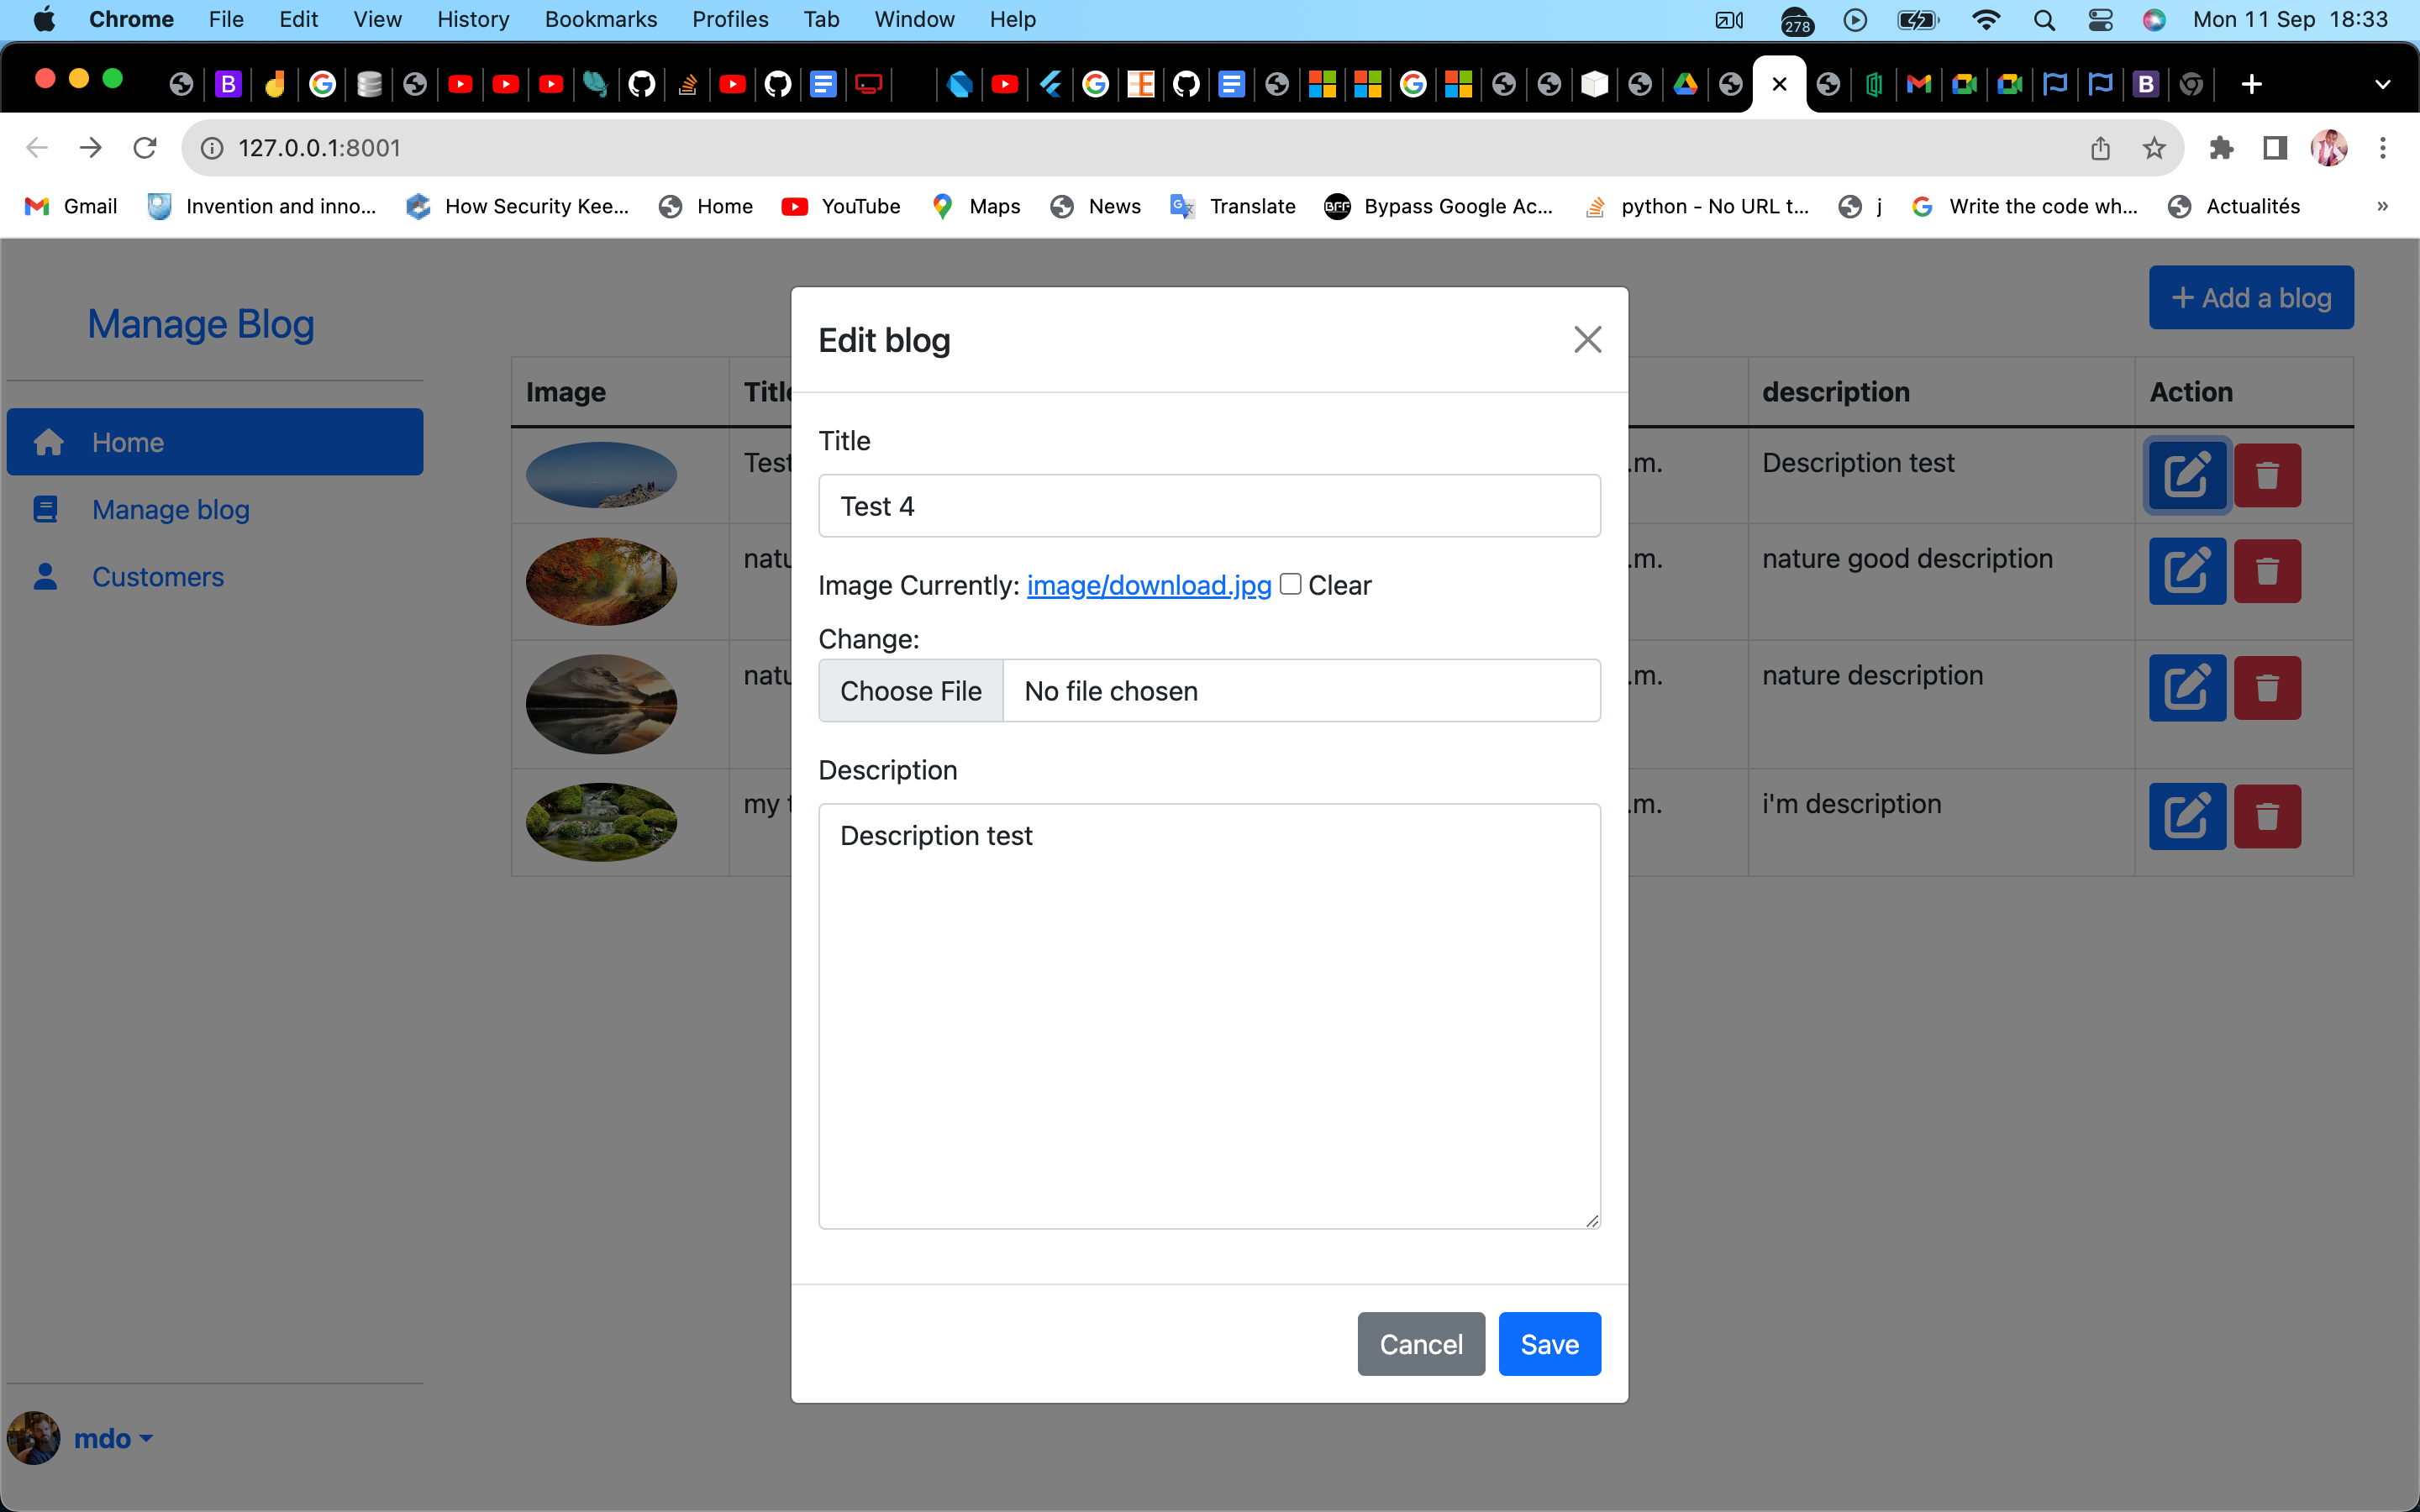 Chrome File Edit View History Bookmarks Profiles Tab Window Help 278 Mon 11 Sep 18:33
127.0.0.1:8001
Gmail Invention and inno... How Security Kee... Home YouTube Maps News Translate Bypass Google Ac... python - No URL t... j Write the code wh... Actualités »
Manage Blog
Home
Manage blog
Customers
mdo
+ Add a blog
Image Title description Action
Test .m. Description test
natu .m. nature good description
natu .m. nature description
my .m. i'm description
Edit blog
Title
Test 4
Image Currently: image/download.jpg Clear
Change:
Choose File No file chosen
Description
Description test
Cancel Save